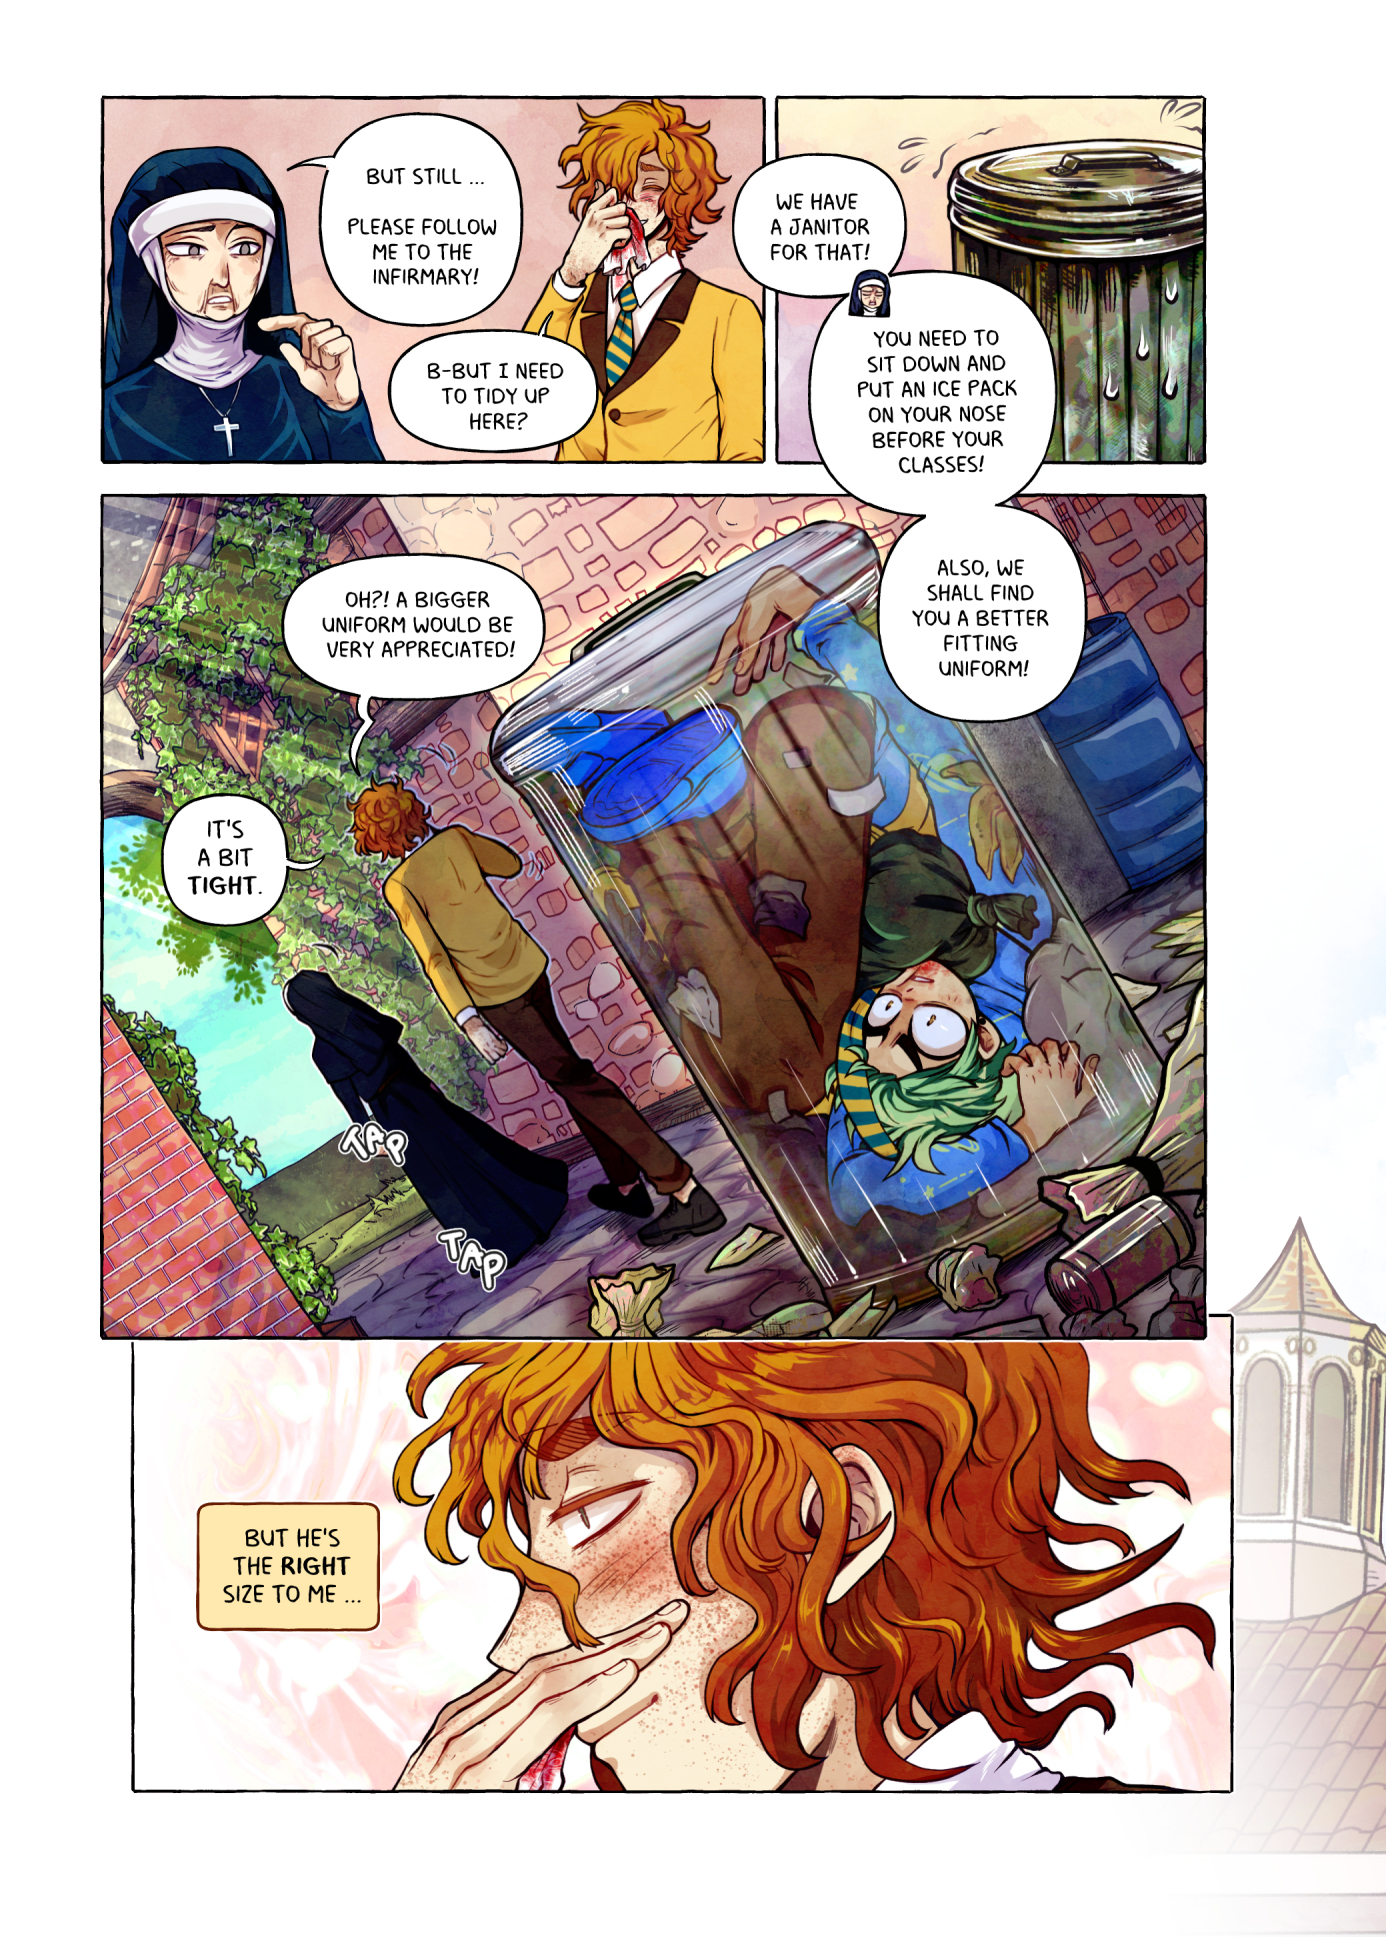 BUT STILL ...
PLEASE FOLLOW
ME TO THE
INFIRMARY!
B-BUT I NEED
TO TIDY UP
HERE?
WE HAVE
A JANITOR
FOR THAT!
YOU NEED TO
SIT DOWN AND
PUT AN ICE PACK
ON YOUR NOSE
BEFORE YOUR
CLASSES!
ALSO, WE
SHALL FIND
YOU A BETTER
FITTING
UNIFORM!
OH?! A BIGGER
UNIFORM WOULD BE
VERY APPRECIATED!
IT'S
A BIT
TIGHT.
TAP
TAP
BUT HE'S
THE RIGHT
SIZE TO ME ...